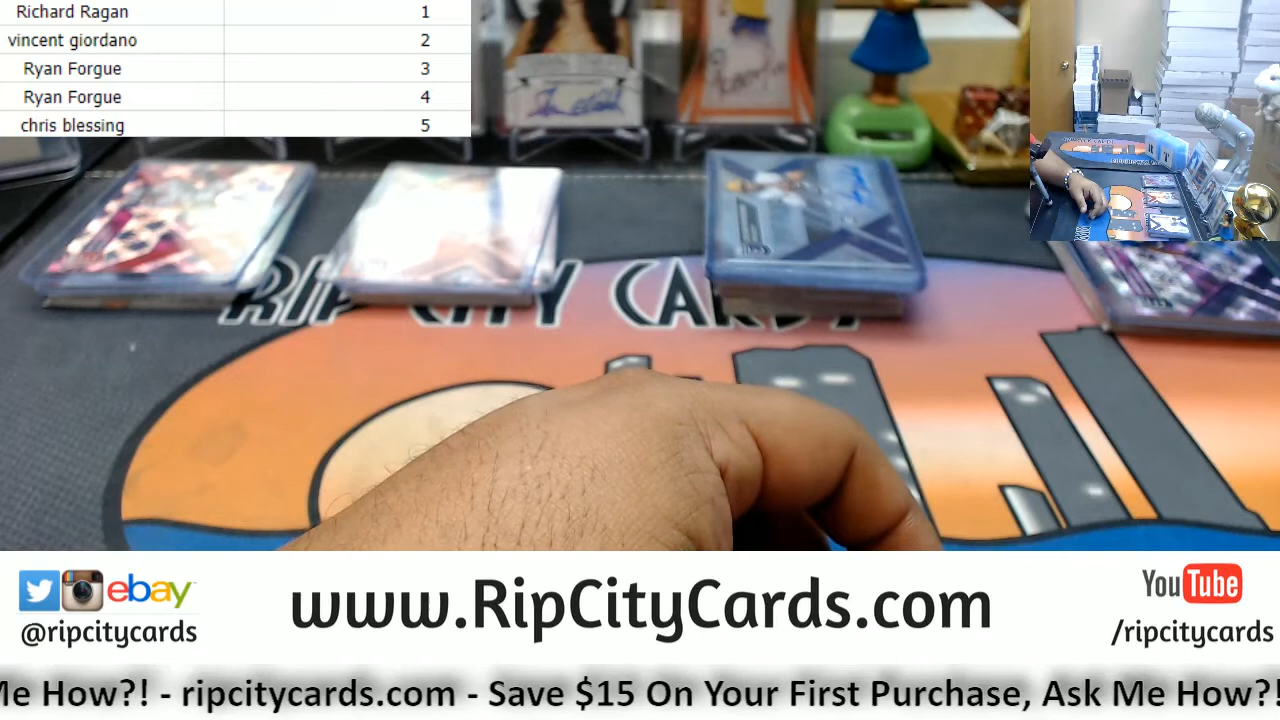 Richard Ragan 1
vincent giordano 2
Ryan Forgue 3
Ryan Forgue 4
chris blessing 5
RIP CITY CARDS
ebay
@ripcitycards
www.RipCityCards.com
YouTube
/ripcitycards
Me How?! - ripcitycards.com - Save $15 On Your First Purchase, Ask Me How?!